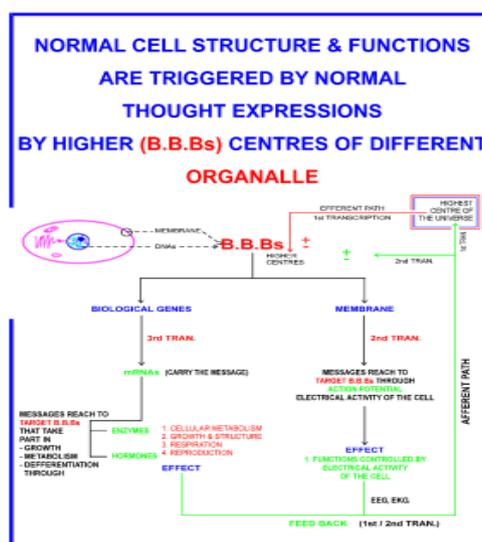 NORMAL CELL STRUCTURE & FUNCTIONS
ARE TRIGGERED BY NORMAL
THOUGHT EXPRESSIONS
BY HIGHER (B.B.Bs) CENTRES OF DIFFERENT
ORGANALLE
HIGHEST
CENTRE OF
THE UNIVERSE
EFFERENT PATH
1st TRANSCRIPTION
MEMBRANE
DNAs
B.B.Bs
+
-
HIGHER
CENTRES
+
-
2nd TRAN.
1st TRAN.
BIOLOGICAL GENES
MEMBRANE
3rd TRAN.
2nd TRAN.
mRNAs (CARRY THE MESSAGE)
MESSAGES REACH TO
TARGET B.B.Bs THROUGH
ACTION POTENTIAL
ELECTRICAL ACTIVITY OF THE CELL
AFFERENT PATH
MESSAGES REACH TO
TARGET B.B.Bs
THAT TAKE
PART IN
- GROWTH
- METABOLISM
- DEFFERENTIATION
THROUGH
ENZYMES
HORMONES
1. CELLULAR METABOLISM
2. GROWTH & STRUCTURE
3. RESPIRATION
4. REPRODUCTION
EFFECT
EFFECT
1. FUNCTIONS CONTROLLED BY
ELECTRICAL ACTIVITY
OF THE CELL
EEG, EKG.
FEED BACK (1st / 2nd TRAN.)